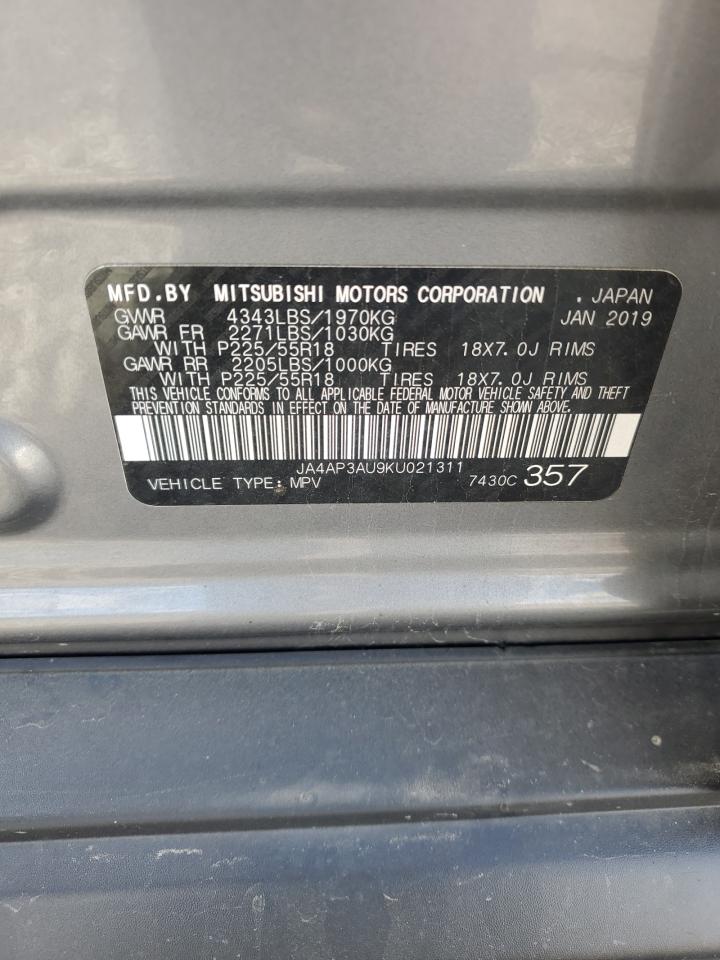 MFD.BY MITSUBISHI MOTORS CORPORATION . JAPAN
GVWR 4343LBS/1970KG JAN 2019
GAWR FR 2271LBS/1030KG
WITH P225/55R18 TIRES 18X7.0J RIMS
GAWR RR 2205LBS/1000KG
WITH P225/55R18 TIRES 18X7.0J RIMS
THIS VEHICLE CONFORMS TO ALL APPLICABLE FEDERAL MOTOR VEHICLE SAFETY AND THEFT
PREVENTION STANDARDS IN EFFECT ON THE DATE OF MANUFACTURE SHOWN ABOVE.
JA4AP3AU9KU021311
VEHICLE TYPE: MPV 7430C 357